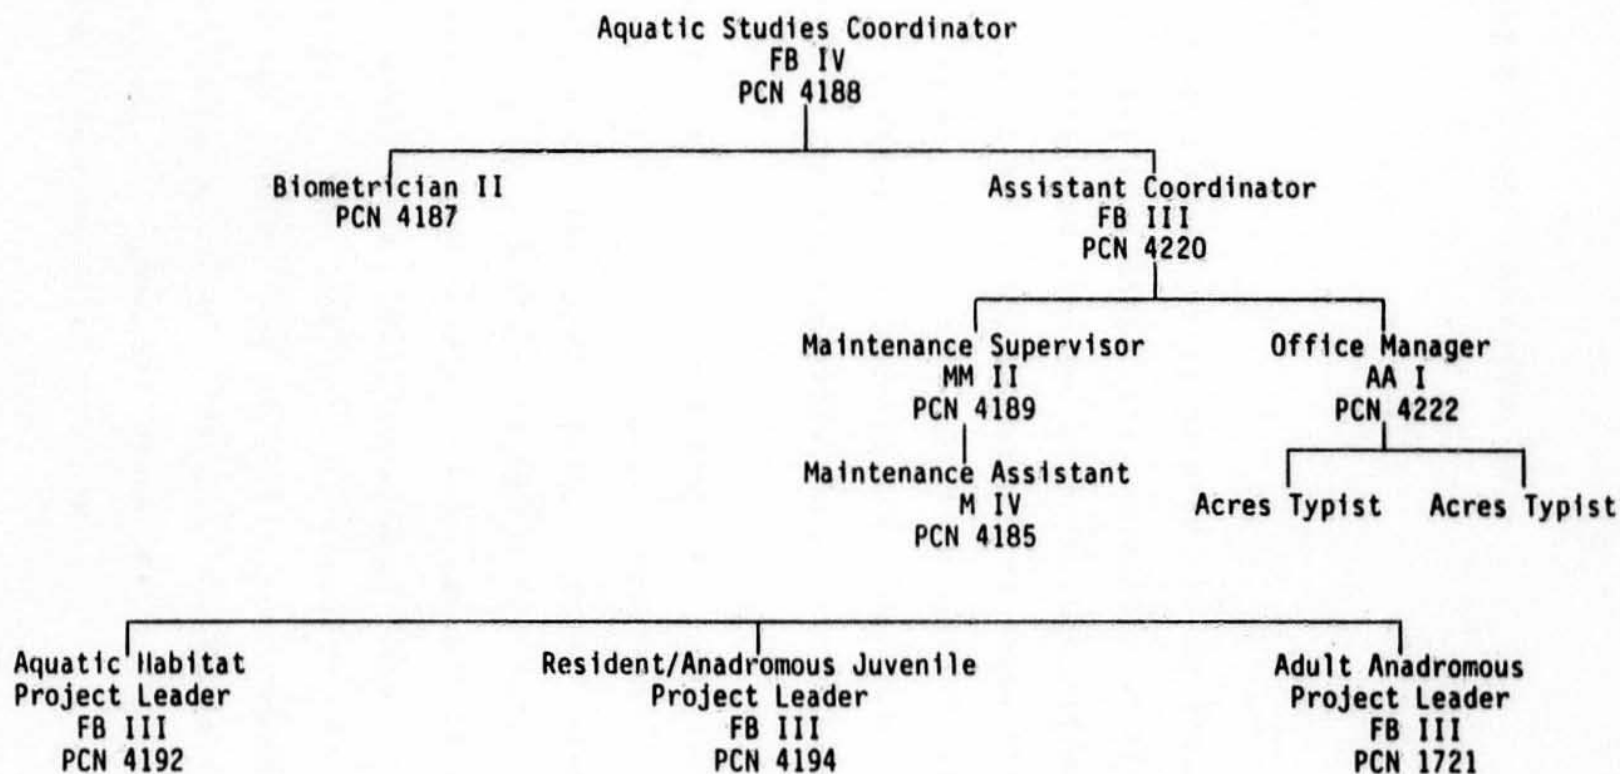 Aquatic Studies Coordinator
FB IV
PCN 4188
Biometrician II
PCN 4187
Assistant Coordinator
FB III
PCN 4220
Maintenance Supervisor
MM II
PCN 4189
Office Manager
AA I
PCN 4222
Maintenance Assistant
M IV
PCN 4185
Acres Typist
Acres Typist
Aquatic Habitat
Project Leader
FB III
PCN 4192
Resident/Anadromous Juvenile
Project Leader
FB III
PCN 4194
Adult Anadromous
Project Leader
FB III
PCN 1721